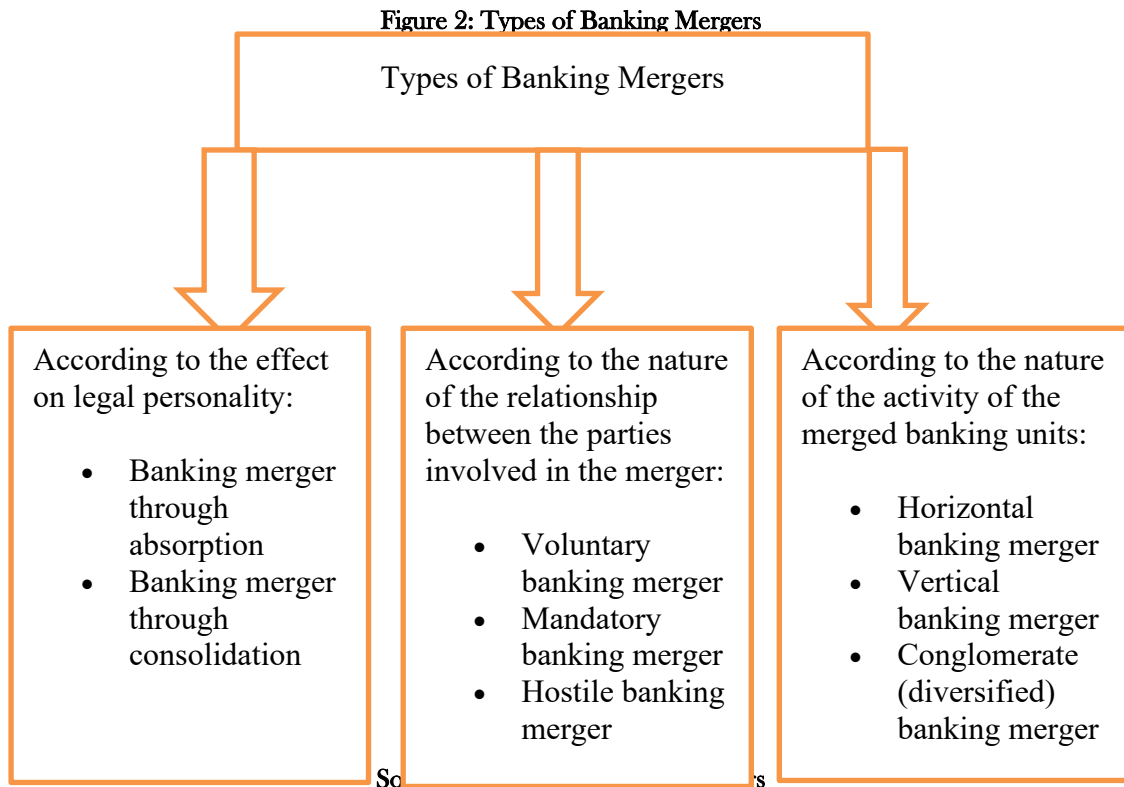 Figure 2: Types of Banking Mergers
Types of Banking Mergers
According to the effect
on legal personality:
• Banking merger
through
absorption
• Banking merger
through
consolidation
According to the nature
of the relationship
between the parties
involved in the merger:
• Voluntary
banking merger
• Mandatory
banking merger
• Hostile banking
merger
According to the nature
of the activity of the
merged banking units:
• Horizontal
banking merger
• Vertical
banking merger
• Conglomerate
(diversified)
banking merger